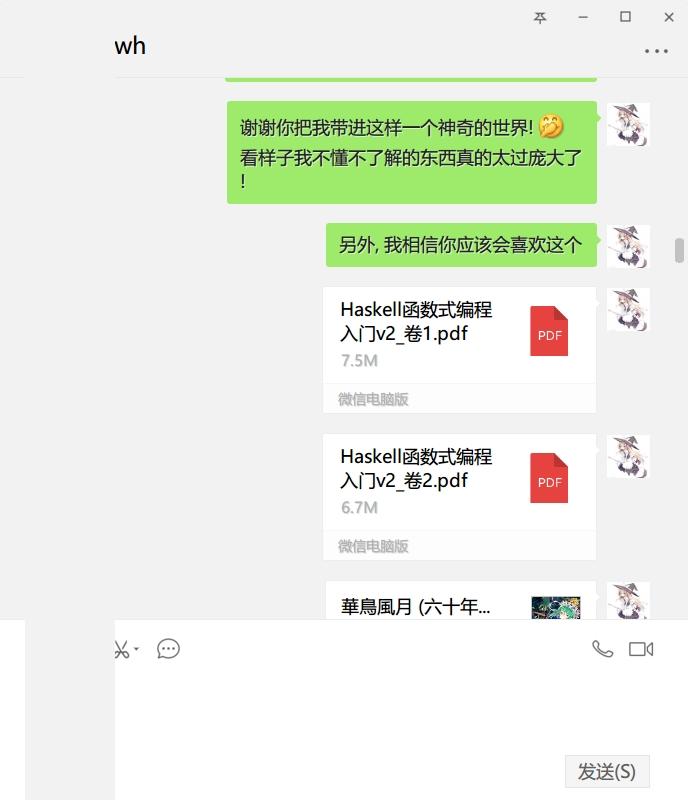 wh
谢谢你把我带进这样一个神奇的世界!
看样子我不懂不了解的东西真的太过庞大了
!
另外, 我相信你应该会喜欢这个
Haskell函数式编程
入门v2_卷1.pdf
PDF
7.5M
微信电脑版
Haskell函数式编程
入门v2_卷2.pdf
PDF
6.7M
微信电脑版
華鳥風月 (六十年...
发送(S)